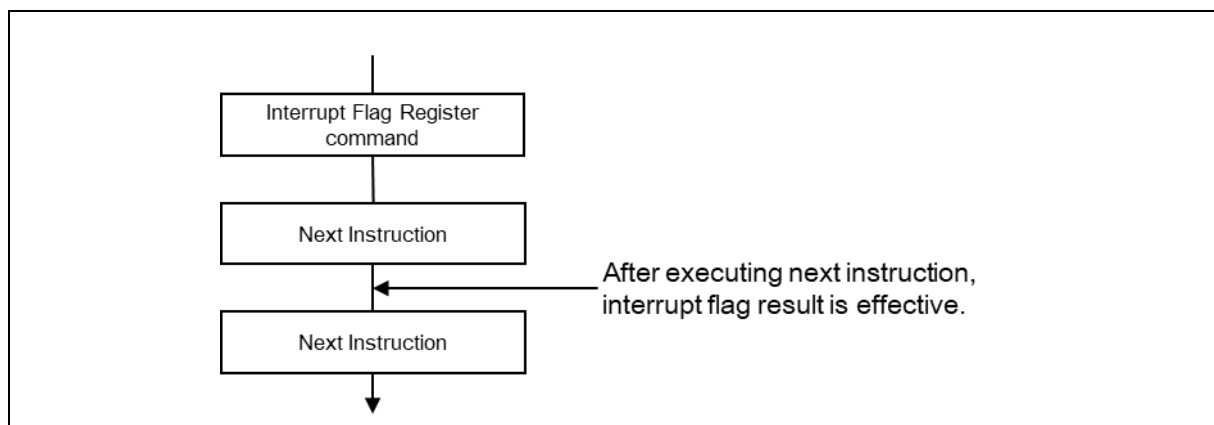 Interrupt Flag Register
command
Next Instruction
After executing next instruction,
interrupt flag result is effective.
Next Instruction